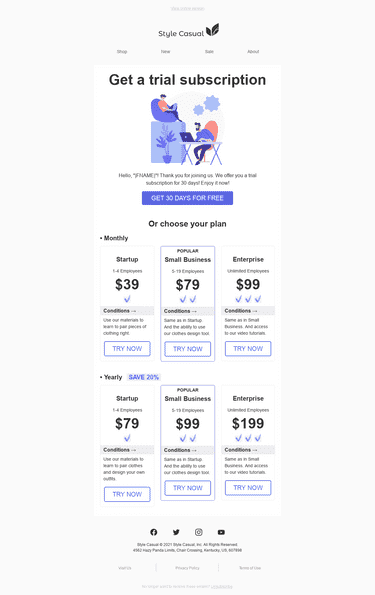 View online version
Style Casual
Shop New Sale About
Get a trial subscription
Hello, *|FNAME|*! Thank you for joining us. We offer you a trial
subscription for 30 days! Enjoy it now!
GET 30 DAYS FOR FREE
Or choose your plan
• Monthly
Startup
1-4 Employees
$39
Conditions →
Use our materials to
learn to pair pieces of
clothing right.
TRY NOW
POPULAR
Small Business
5-19 Employees
$79
Conditions →
Same as in Startup.
And the ability to use
our clothes design tool.
TRY NOW
Enterprise
Unlimited Employees
$99
Conditions →
Same as in Small
Business. And access
to our video tutorials.
TRY NOW
• Yearly SAVE 20%
Startup
1-4 Employees
$79
Conditions →
Use our materials to
learn to pair clothes
and design your own
outfits.
TRY NOW
POPULAR
Small Business
5-19 Employees
$99
Conditions →
Same as in Startup.
And the ability to use
our clothes design tool.
TRY NOW
Enterprise
Unlimited Employees
$199
Conditions →
Same as in Small
Business. And access
to our video tutorials.
TRY NOW
Style Casual © 2021 Style Casual, Inc. All Rights Reserved.
4562 Hazy Panda Limits, Chair Crossing, Kentucky, US, 607898
Visit Us Privacy Policy Terms of Use
No longer want to receive these emails? Unsubscribe.